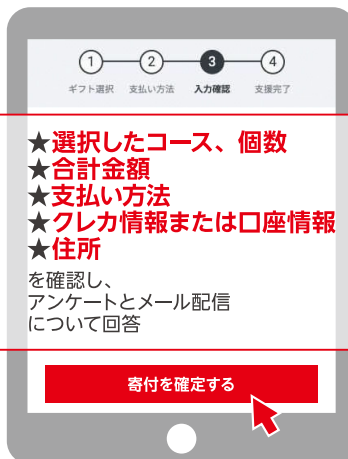 1 2 3 4
ギフト選択 支払い方法 入力確認 支援完了
★選択したコース、個数
★合計金額
★支払い方法
★クレカ情報または口座情報
★住所
を確認し、
アンケートとメール配信
について回答
寄付を確定する